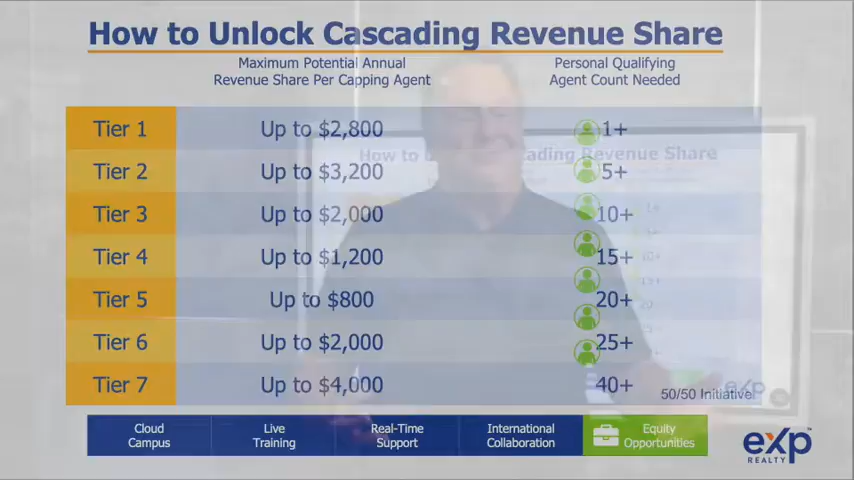 How to Unlock Cascading Revenue Share
Maximum Potential Annual
Revenue Share Per Capping Agent
Personal Qualifying
Agent Count Needed
Tier 1 Up to $2,800 1+
Tier 2 Up to $3,200 5+
Tier 3 Up to $2,000 10+
Tier 4 Up to $1,200 15+
Tier 5 Up to $800 20+
Tier 6 Up to $2,000 25+
Tier 7 Up to $4,000 40+
50/50 Initiative
Cloud
Campus
Live
Training
Real-Time
Support
International
Collaboration
Equity
Opportunities
eXp
REALTY